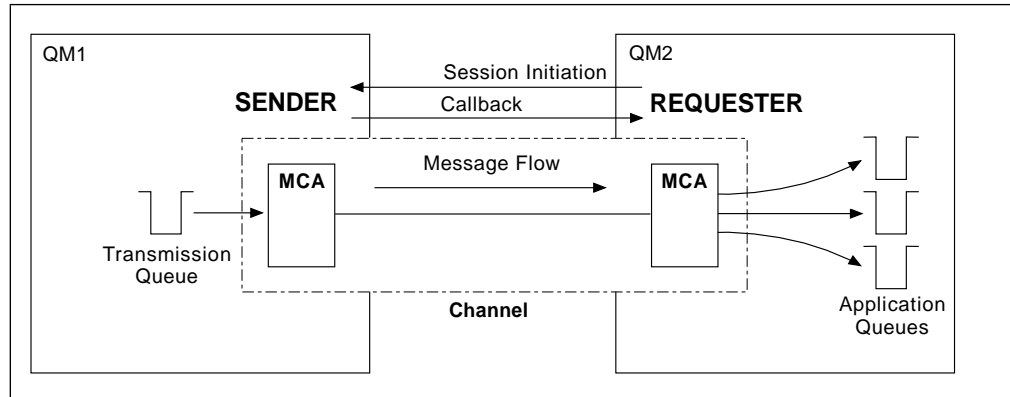 QM1
QM2
Session Initiation
SENDER
Callback
REQUESTER
Message Flow
MCA
MCA
Transmission
Queue
Channel
Application
Queues